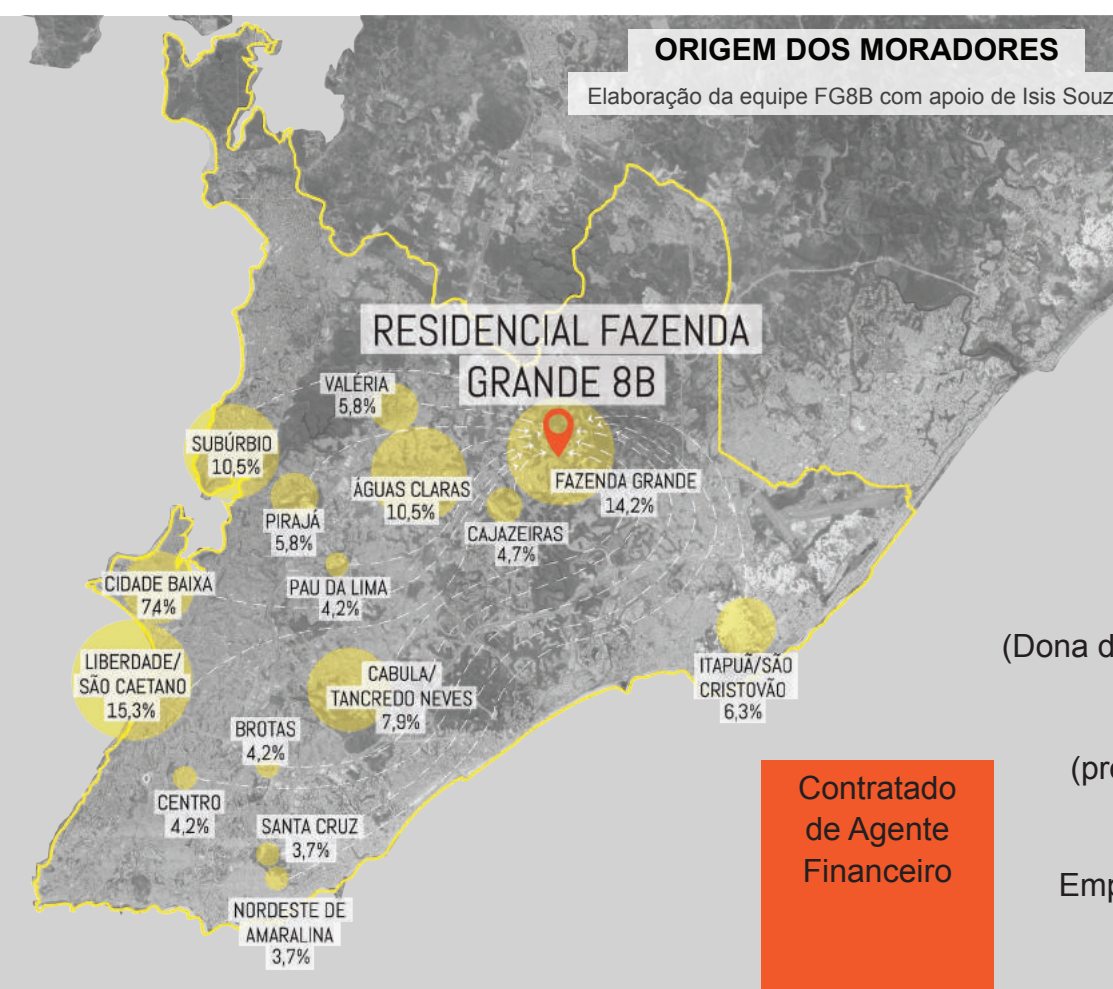 ORIGEM DOS MORADORES
Elaboração da equipe FG8B com apoio de Isis Souz
RESIDENCIAL FAZENDA
GRANDE 8B
VALÉRIA
5,8%
SUBÚRBIO
10,5%
ÁGUAS CLARAS
10,5%
FAZENDA GRANDE
14,2%
PIRAJÁ
5,8%
CAJAZEIRAS
4,7%
CIDADE BAIXA
7,4%
PAU DA LIMA
4,2%
LIBERDADE/
SÃO CAETANO
15,3%
CABULA/
TANCREDO NEVES
7,9%
ITAPUÃ/SÃO
CRISTOVÃO
6,3%
BROTAS
4,2%
CENTRO
4,2%
SANTA CRUZ
3,7%
NORDESTE DE
AMARALINA
3,7%
(Dona d
(pr
Contratado
de Agente
Financeiro
Emp